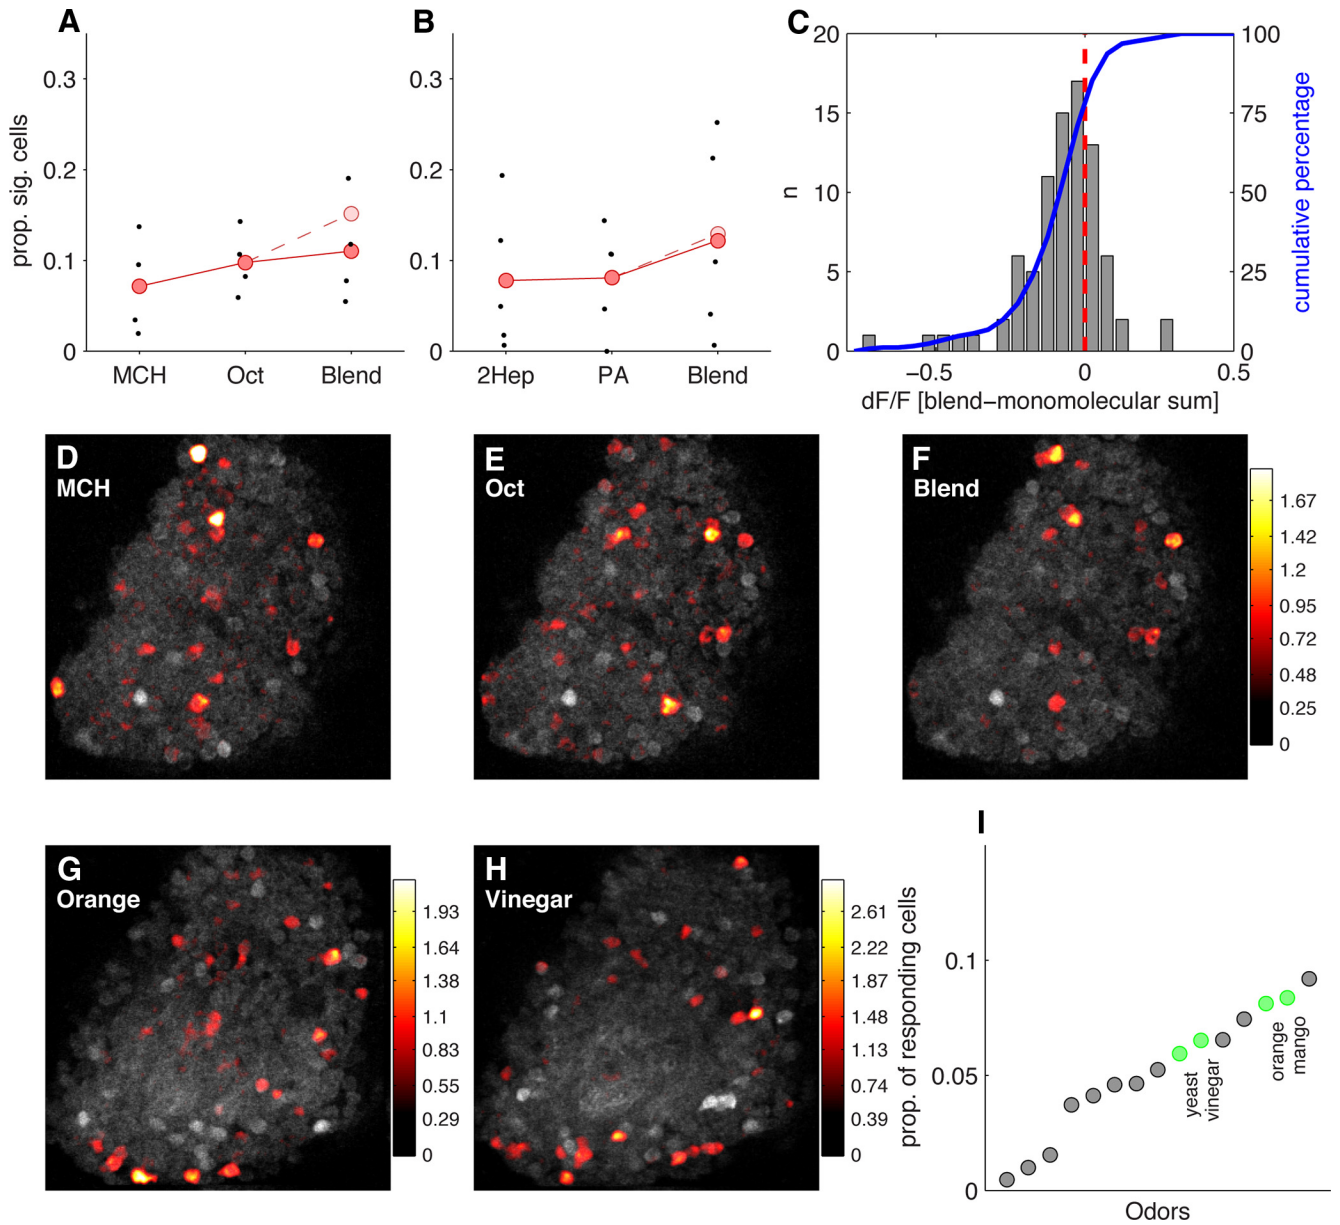 A
B
C
prop. sig. cells
0.3
0.2
0.1
0
MCH
Oct
Blend
0.3
0.2
0.1
0
2Hep
PA
Blend
n
20
15
10
5
0
−0.5
0
0.5
100
75
50
25
0
cumulative percentage
dF/F [blend−monomolecular sum]
D
MCH
E
Oct
F
Blend
1.67
1.42
1.2
0.95
0.72
0.48
0.25
0
G
Orange
1.93
1.64
1.38
1.1
0.83
0.55
0.29
0
H
Vinegar
2.61
2.22
1.87
1.48
1.13
0.74
0.39
0
I
prop. of responding cells
0.1
0.05
0
yeast
vinegar
orange
mango
Odors